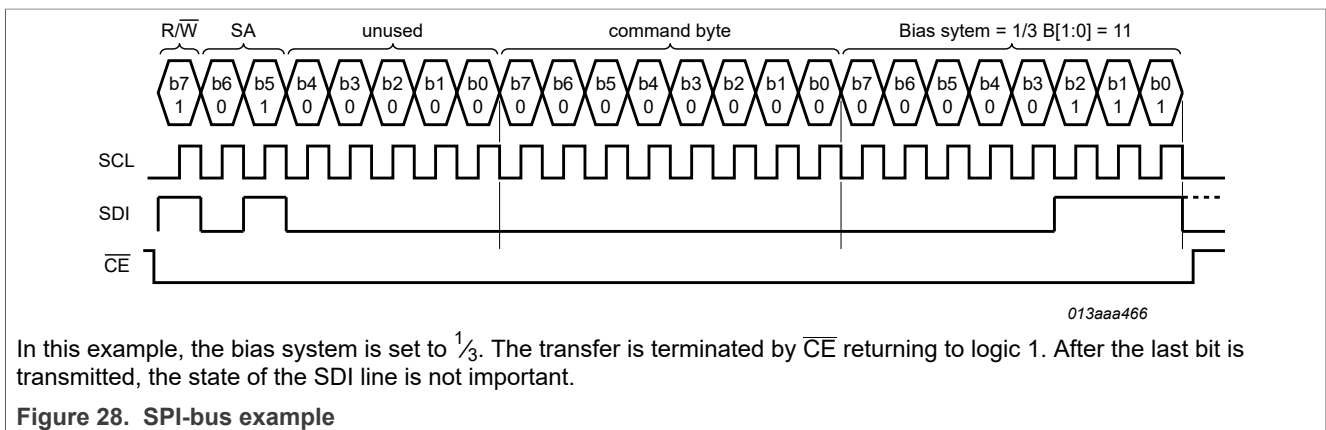 R/W SA unused command byte Bias sytem = 1/3 B[1:0] = 11
b7 b6 b5 b4 b3 b2 b1 b0 b7 b6 b5 b4 b3 b2 b1 b0 b7 b6 b5 b4 b3 b2 b1 b0
1 0 1 0 0 0 0 0 0 0 0 0 0 0 0 0 0 0 0 0 0 1 1 1
SCL
SDI
CE
013aaa466
In this example, the bias system is set to 1⁄3. The transfer is terminated by CE returning to logic 1. After the last bit is
transmitted, the state of the SDI line is not important.
Figure 28. SPI-bus example